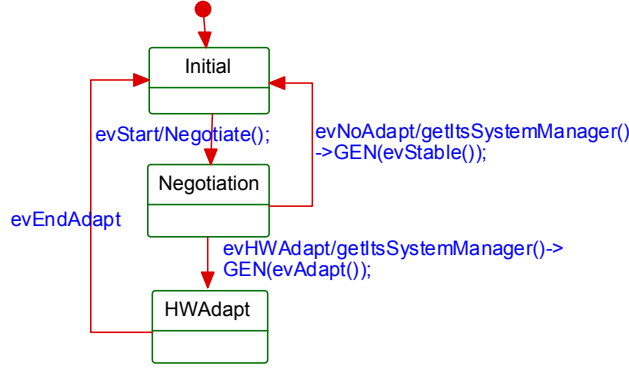 Initial
evStart/Negotiate();
evNoAdapt/getItsSystemManager()
->GEN(evStable());
Negotiation
evEndAdapt
evHWAdapt/getItsSystemManager()->
GEN(evAdapt());
HWAdapt